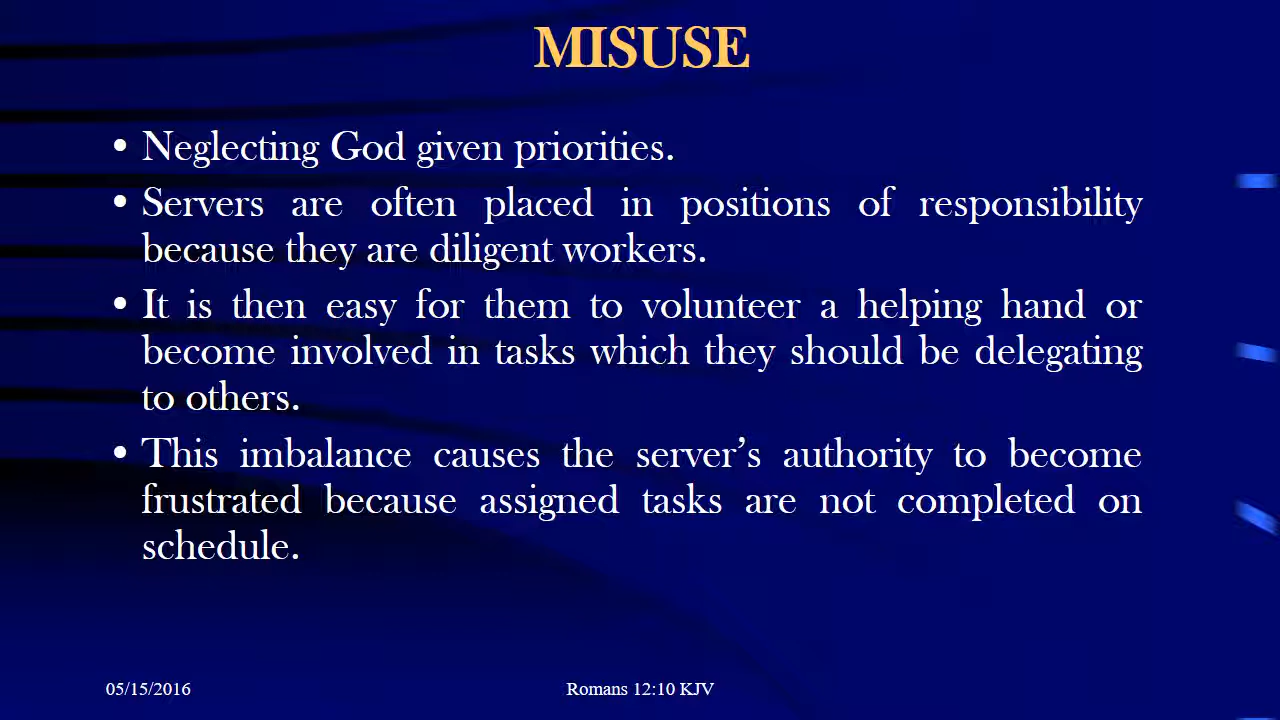 MISUSE
• Neglecting God given priorities.
• Servers are often placed in positions of responsibility
because they are diligent workers.
• It is then easy for them to volunteer a helping hand or
become involved in tasks which they should be delegating
to others.
• This imbalance causes the server’s authority to become
frustrated because assigned tasks are not completed on
schedule.
05/15/2016
Romans 12:10 KJV